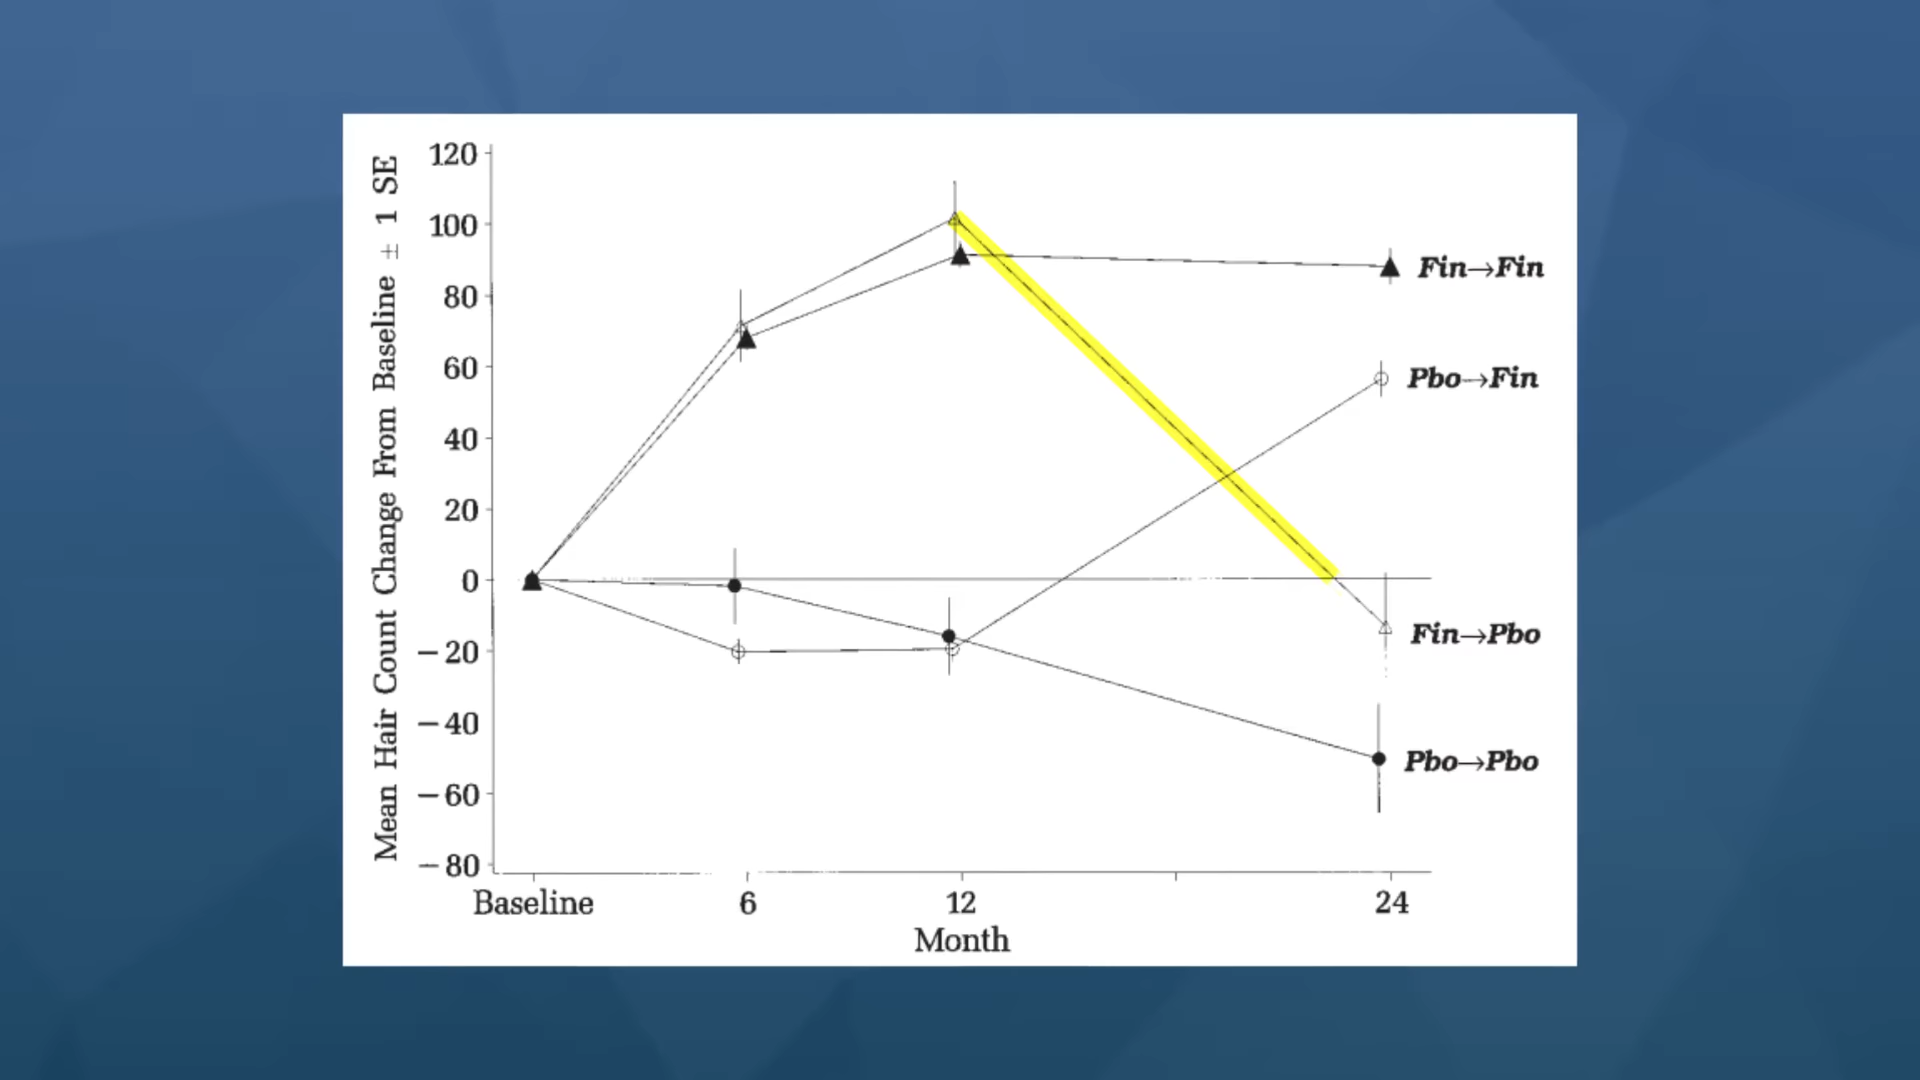 Mean Hair Count Change From Baseline ± 1 SE
120
100
80
60
40
20
0
−20
−40
−60
−80
Fin→Fin
Pbo→Fin
Fin→Pbo
Pbo→Pbo
Baseline 6 12 24
Month